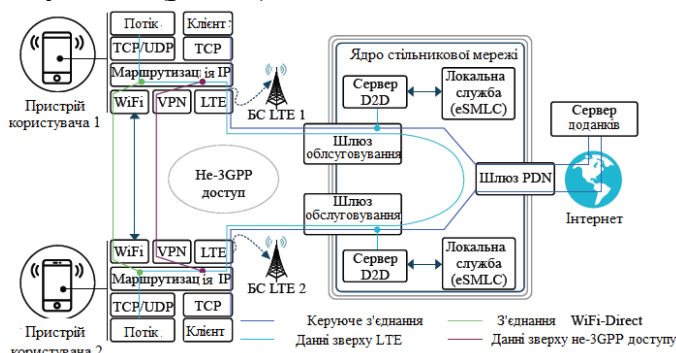 Потік
Клієнт
TCP/UDP
TCP
Маршрутизація IP
WiFi
VPN
LTE
Пристрій
користувача 1
БС LTE 1
Ядро стільникової мережі
Сервер
D2D
Локальна
служба
(eSMLC)
Шлюз
облсуговування
Не-3GPP
доступ
Шлюз PDN
Сервер
доданків
Інтернет
Шлюз
обслуговування
Сервер
D2D
Локальна
служба
(eSMLC)
WiFi
VPN
LTE
Маршрутизація IP
TCP/UDP
TCP
Потік
Клієнт
БС LTE 2
Пристрій
користувача 2
Керуюче з'єднання
З'єднання WiFi-Direct
Данні зверху LTE
Данні зверху не-3GPP доступу